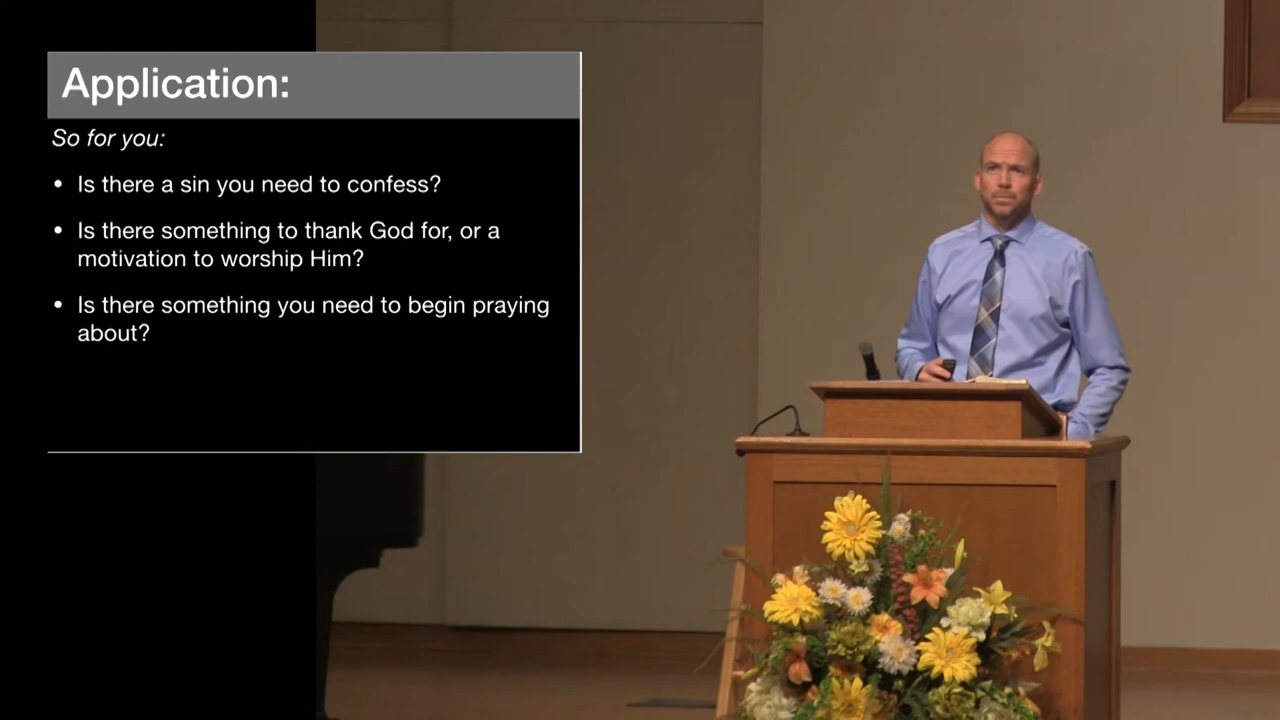 Application:
So for you:
• Is there a sin you need to confess?
• Is there something to thank God for, or a
motivation to worship Him?
• Is there something you need to begin praying
about?